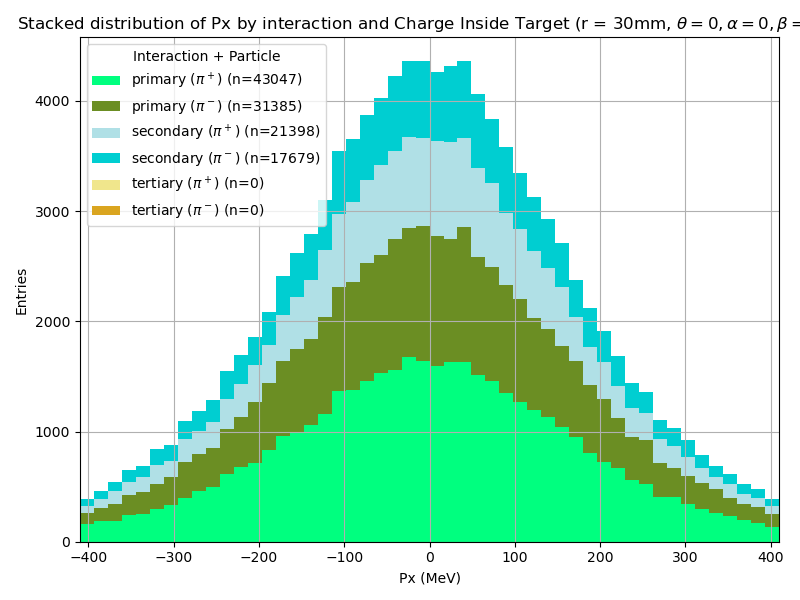 Stacked distribution of Px by interaction and Charge Inside Target (r = 30mm, θ = 0, α = 0, β =
Interaction + Particle
primary (π⁺) (n=43047)
primary (π⁻) (n=31385)
secondary (π⁺) (n=21398)
secondary (π⁻) (n=17679)
tertiary (π⁺) (n=0)
tertiary (π⁻) (n=0)
Entries
4000
3000
2000
1000
0
−400 −300 −200 −100 0 100 200 300 400
Px (MeV)